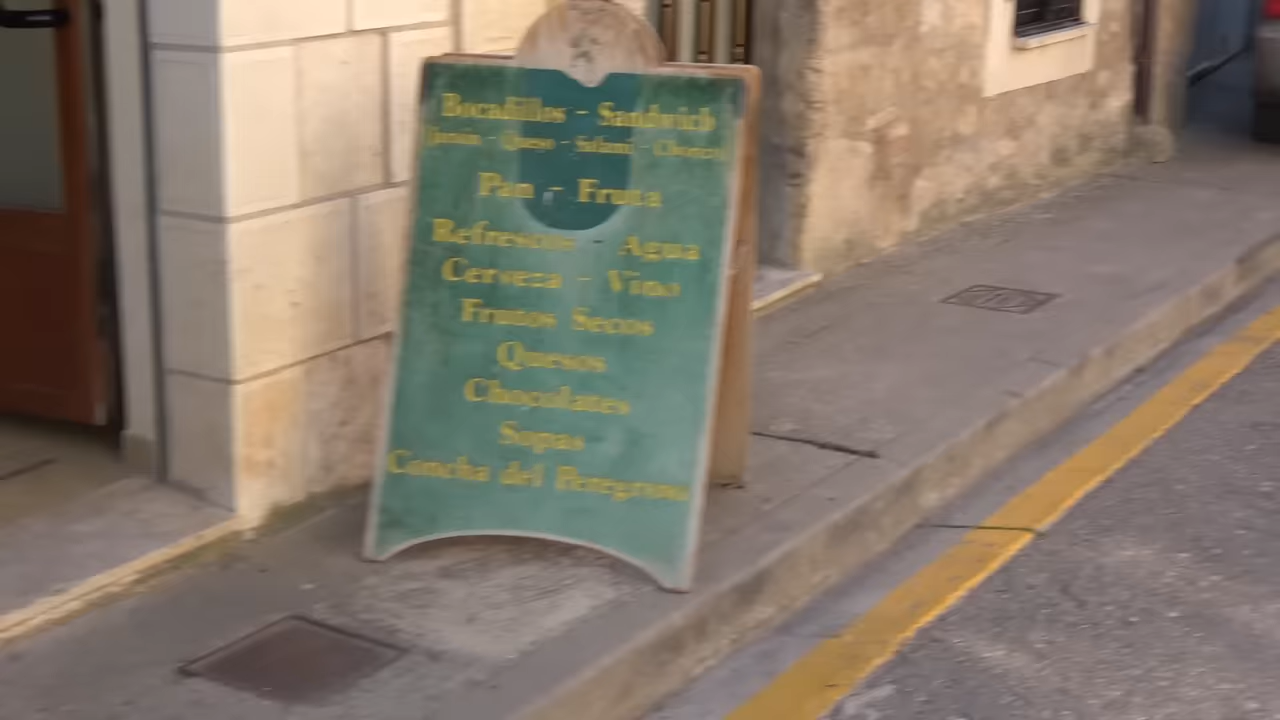 Bocadillos - Sandwich
Jamón - Queso - Salami - Chorizo
Pan - Fruta
Refrescos - Agua
Cerveza - Vino
Frutos Secos
Quesos
Chocolates
Sopas
Concha del Peregrino